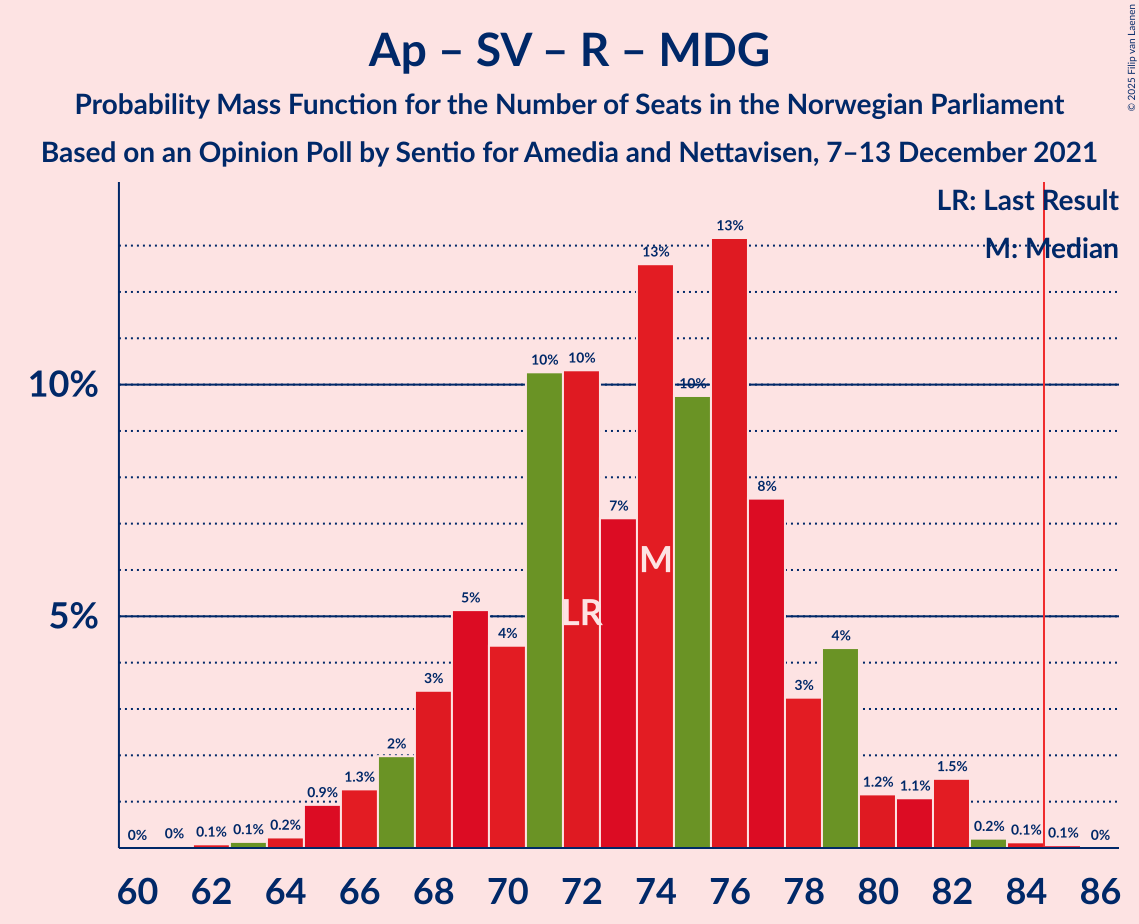 Ap – SV – R – MDG
Probability Mass Function for the Number of Seats in the Norwegian Parliament
Based on an Opinion Poll by Sentio for Amedia and Nettavisen, 7–13 December 2021
© 2025 Filip van Laenen
LR: Last Result
M: Median
10%
5%
0% 0% 0.1% 0.1% 0.2% 0.9% 1.3% 2% 3% 5% 4% 10% 10% 7% 13% 10% 13% 8% 3% 4% 1.2% 1.1% 1.5% 0.2% 0.1% 0.1% 0%
M
LR
60 62 64 66 68 70 72 74 76 78 80 82 84 86